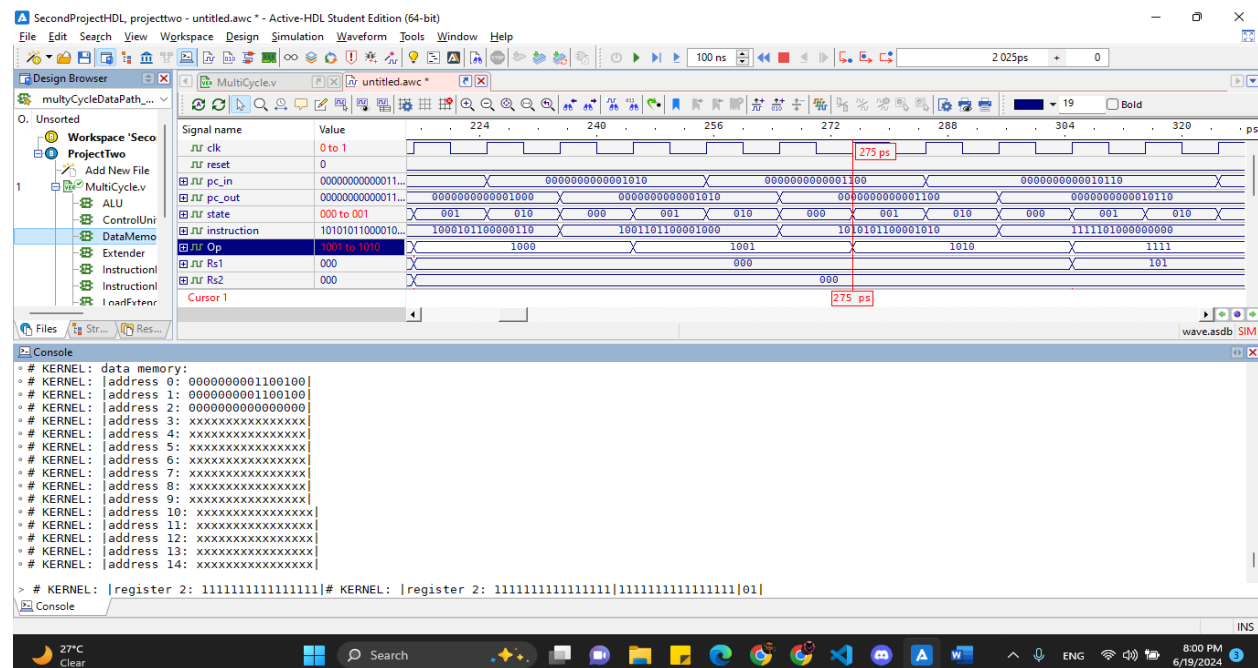 SecondProjectHDL, projecttwo - untitled.awc * - Active-HDL Student Edition (64-bit)
File Edit Search View Workspace Design Simulation Waveform Tools Window Help
100 ns 2 025ps + 0
Design Browser
MultiCycle.v untitled.awc *
multyCycleDataPath_...
19 Bold
O. Unsorted
Workspace 'Seco
ProjectTwo
Add New File
1 MultiCycle.v
ALU
ControlUni
DataMemo
Extender
InstructionI
InstructionI
LoadExtenc
Files Str... Res...
Signal name Value 224 240 256 272 288 304 320 ps
clk 0 to 1 275 ps
reset 0
pc_in 00000000000011... 0000000000001010 0000000000001100 0000000000010110
pc_out 00000000000011... 0000000000001000 0000000000001010 0000000000001100 0000000000010110
state 000 to 001 001 010 000 001 010 000 001 010 000 001 010
instruction 10101011000010... 1000101100000110 1001101100001000 1010101100001010 1111101000000000
Op 1001 to 1010 1000 1001 1010 1111
Rs1 000 000 101
Rs2 000 000
Cursor 1 275 ps
wave.asdb SIM
Console
# KERNEL: data memory:
# KERNEL: |address 0: 0000000001100100|
# KERNEL: |address 1: 0000000001100100|
# KERNEL: |address 2: 0000000000000000|
# KERNEL: |address 3: xxxxxxxxxxxxxxxx|
# KERNEL: |address 4: xxxxxxxxxxxxxxxx|
# KERNEL: |address 5: xxxxxxxxxxxxxxxx|
# KERNEL: |address 6: xxxxxxxxxxxxxxxx|
# KERNEL: |address 7: xxxxxxxxxxxxxxxx|
# KERNEL: |address 8: xxxxxxxxxxxxxxxx|
# KERNEL: |address 9: xxxxxxxxxxxxxxxx|
# KERNEL: |address 10: xxxxxxxxxxxxxxxx|
# KERNEL: |address 11: xxxxxxxxxxxxxxxx|
# KERNEL: |address 12: xxxxxxxxxxxxxxxx|
# KERNEL: |address 13: xxxxxxxxxxxxxxxx|
# KERNEL: |address 14: xxxxxxxxxxxxxxxx|
> # KERNEL: |register 2: 1111111111111111|# KERNEL: |register 2: 1111111111111111|1111111111111111|01|
Console
INS
27°C
Clear
Search
ENG
8:00 PM
6/19/2024
3